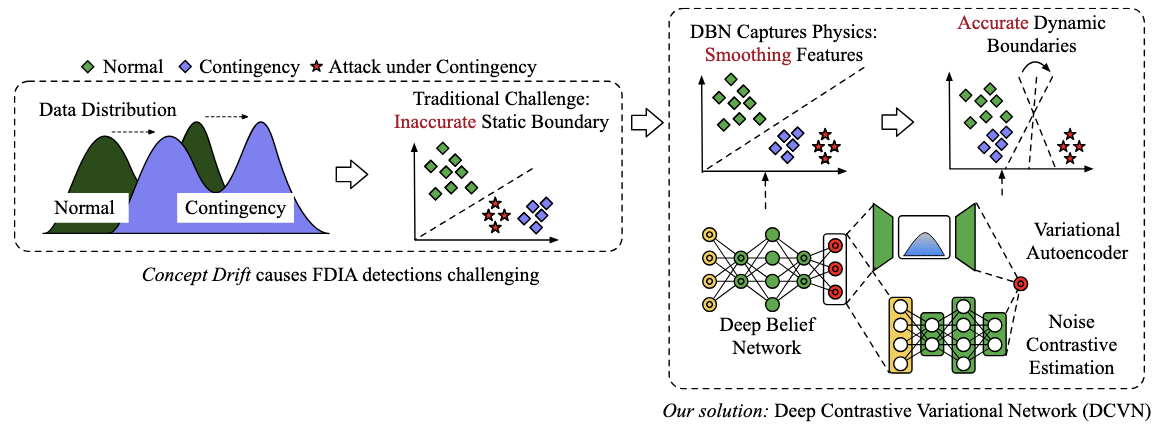 Normal Contingency Attack under Contingency
Data Distribution
Normal
Contingency
Traditional Challenge:
Inaccurate Static Boundary
Concept Drift causes FDIA detections challenging
DBN Captures Physics:
Smoothing Features
Accurate Dynamic
Boundaries
Deep Belief
Network
Variational
Autoencoder
Noise
Contrastive
Estimation
Our solution: Deep Contrastive Variational Network (DCVN)